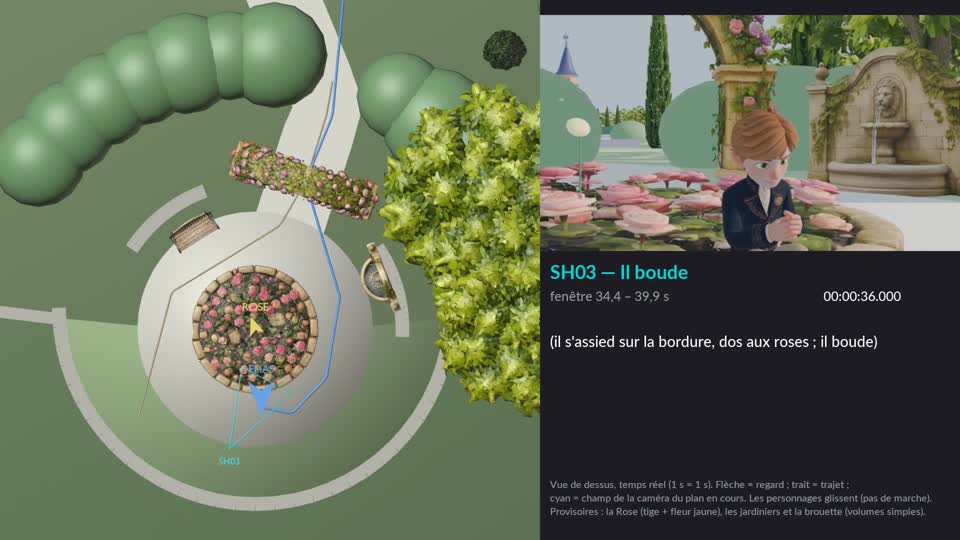 ROSE
ELIAS
SH03
SH03 — Il boude
fenêtre 34,4 – 39,9 s
00:00:36.000
(il s'assied sur la bordure, dos aux roses ; il boude)
Vue de dessus, temps réel (1 s = 1 s). Flèche = regard ; trait = trajet ;
cyan = champ de la caméra du plan en cours. Les personnages glissent (pas de marche).
Provisoires : la Rose (tige + fleur jaune), les jardiniers et la brouette (volumes simples).